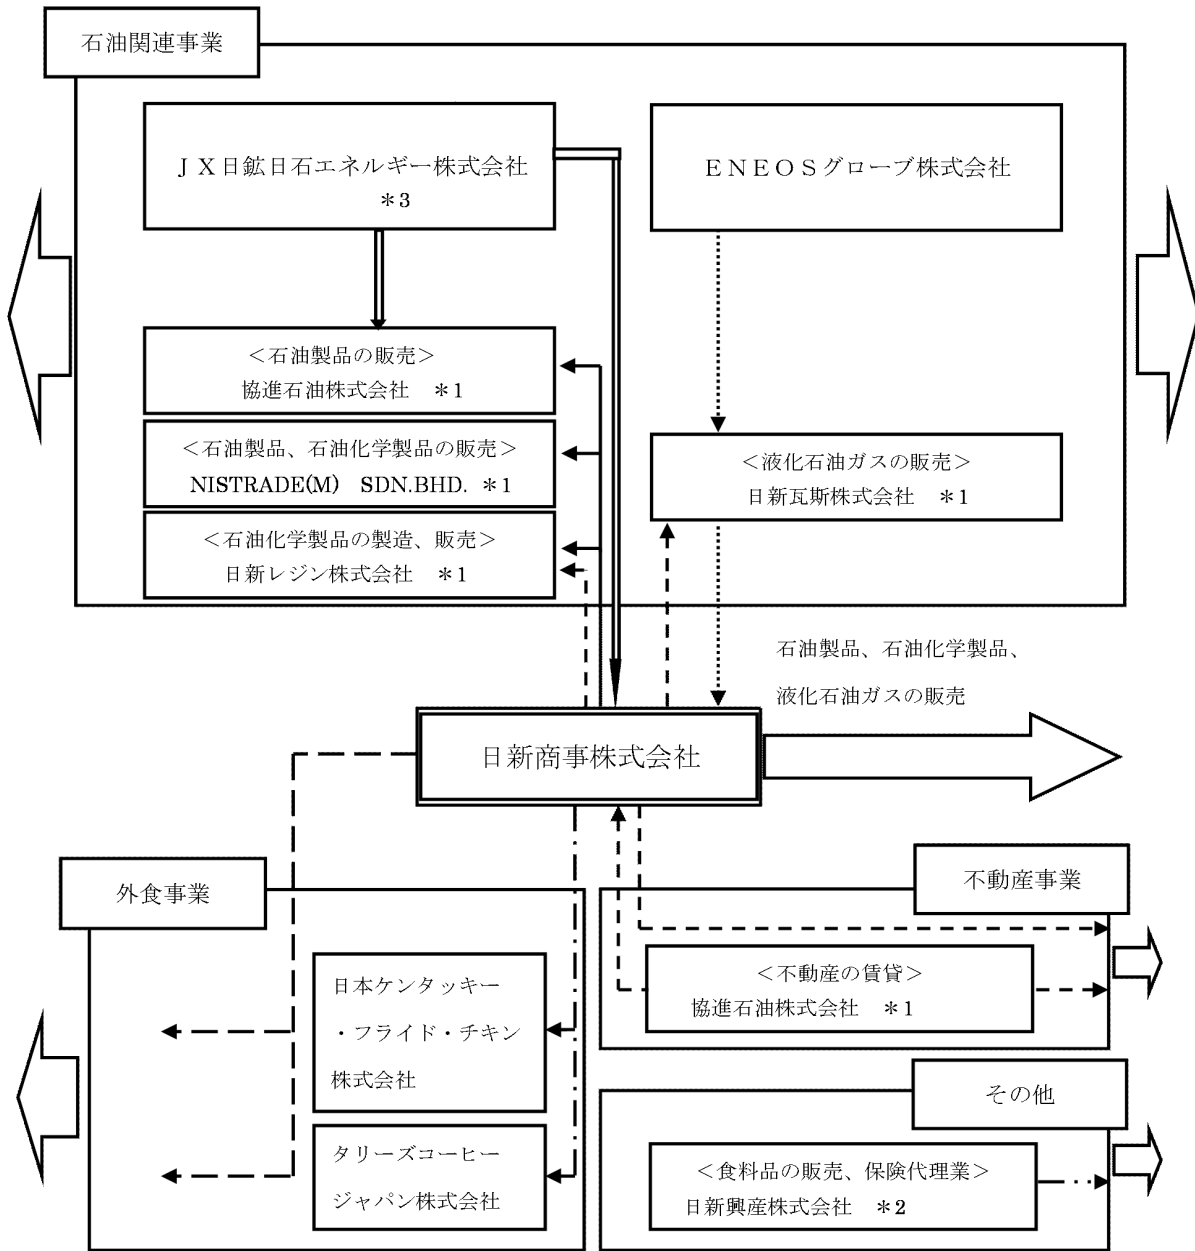 石油関連事業
ＪＸ日鉱日石エネルギー株式会社
＊3
ＥＮＥＯＳグローブ株式会社
＜石油製品の販売＞
協進石油株式会社　＊1
＜石油製品、石油化学製品の販売＞
NISTRADE(M)　SDN.BHD. ＊1
＜石油化学製品の製造、販売＞
日新レジン株式会社　＊1
＜液化石油ガスの販売＞
日新瓦斯株式会社　＊1
石油製品、石油化学製品、
液化石油ガスの販売
日新商事株式会社
外食事業
日本ケンタッキー
・フライド・チキン
株式会社
タリーズコーヒー
ジャパン株式会社
不動産事業
＜不動産の賃貸＞
協進石油株式会社　＊1
その他
＜食料品の販売、保険代理業＞
日新興産株式会社　＊2